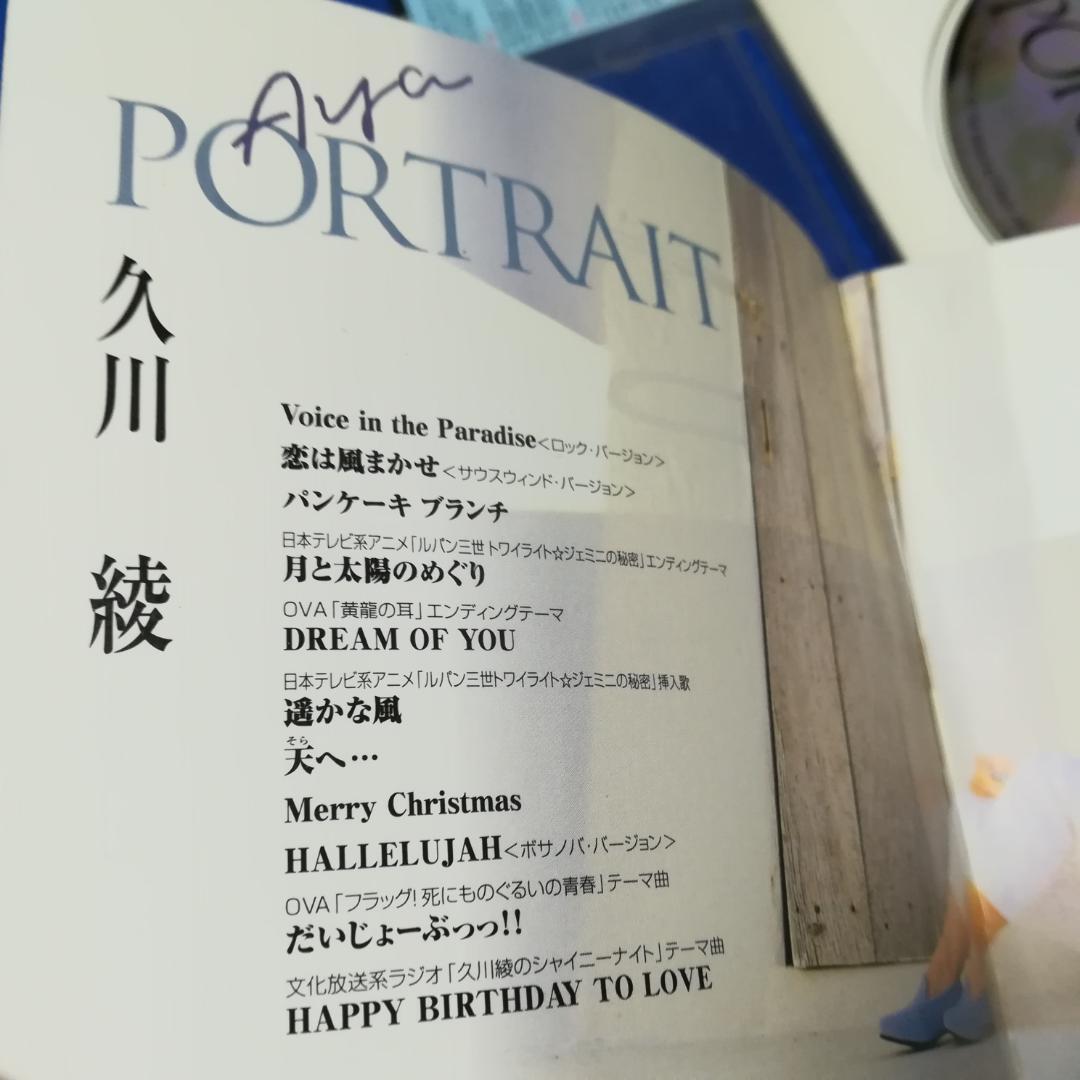 Aya
PORTRAIT
久川 綾
Voice in the Paradise<ロック・バージョン>
恋は風まかせ<サウスウィンド・バージョン>
パンケーキ ブランチ
日本テレビ系アニメ「ルパン三世 トワイライト☆ジェミニの秘密」エンディングテーマ
月と太陽のめぐり
OVA「黄龍の耳」エンディングテーマ
DREAM OF YOU
日本テレビ系アニメ「ルパン三世トワイライト☆ジェミニの秘密」挿入歌
遥かな風
そら
天へ…
Merry Christmas
HALLELUJAH<ボサノバ・バージョン>
OVA「フラッグ!死にものぐるいの青春」テーマ曲
だいじょーぶっっ!!
文化放送系ラジオ「久川綾のシャイニーナイト」テーマ曲
HAPPY BIRTHDAY TO LOVE